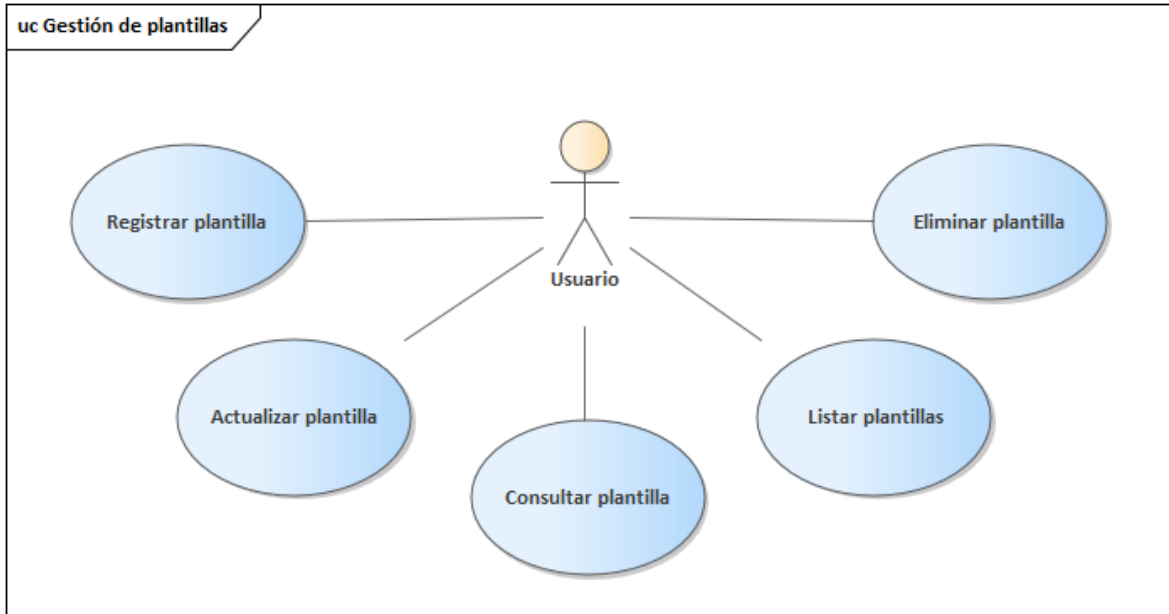 uc Gestión de plantillas
Registrar plantilla
Eliminar plantilla
Usuario
Actualizar plantilla
Listar plantillas
Consultar plantilla